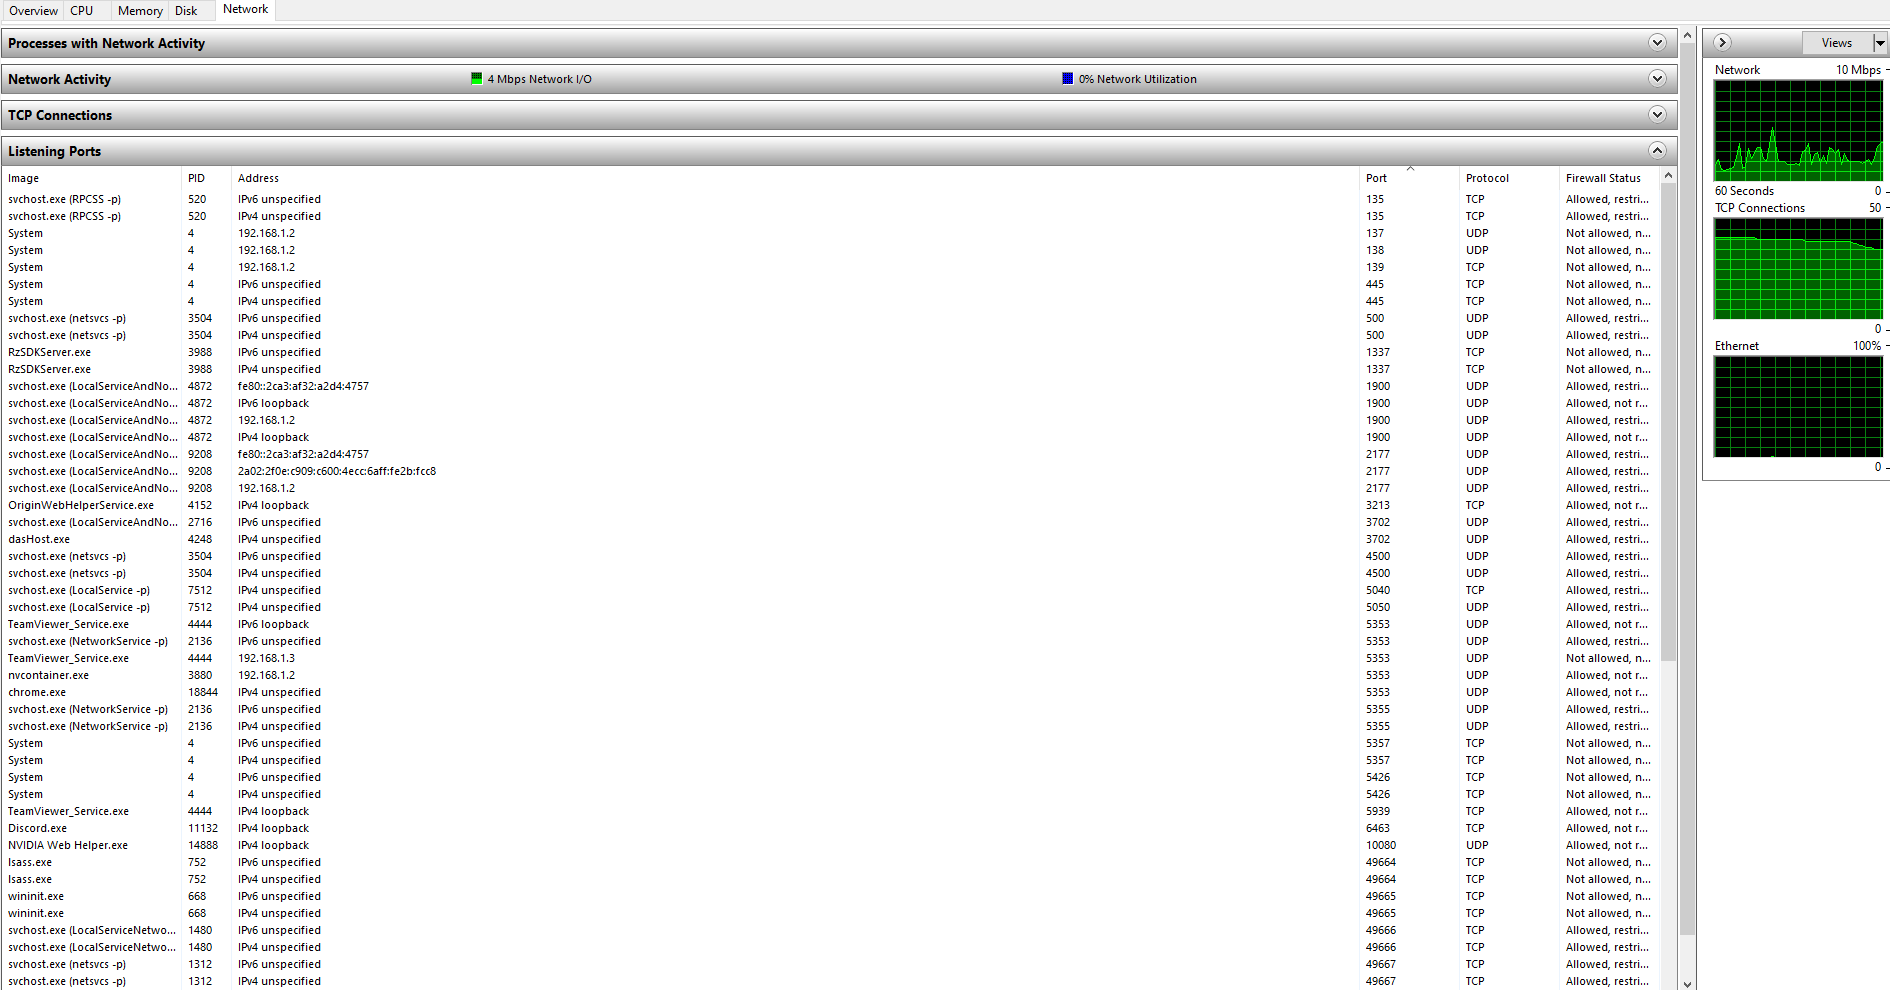 Overview CPU Memory Disk Network
Processes with Network Activity
Network Activity 4 Mbps Network I/O 0% Network Utilization
TCP Connections
Listening Ports
Image PID Address Port Protocol Firewall Status
svchost.exe (RPCSS -p) 520 IPv6 unspecified 135 TCP Allowed, restri...
svchost.exe (RPCSS -p) 520 IPv4 unspecified 135 TCP Allowed, restri...
System 4 192.168.1.2 137 UDP Not allowed, n...
System 4 192.168.1.2 138 UDP Not allowed, n...
System 4 192.168.1.2 139 TCP Not allowed, n...
System 4 IPv6 unspecified 445 TCP Not allowed, n...
System 4 IPv4 unspecified 445 TCP Not allowed, n...
svchost.exe (netsvcs -p) 3504 IPv6 unspecified 500 UDP Allowed, restri...
svchost.exe (netsvcs -p) 3504 IPv4 unspecified 500 UDP Allowed, restri...
RzSDKServer.exe 3988 IPv6 unspecified 1337 TCP Not allowed, n...
RzSDKServer.exe 3988 IPv4 unspecified 1337 TCP Not allowed, n...
svchost.exe (LocalServiceAndNo... 4872 fe80::2ca3:af32:a2d4:4757 1900 UDP Allowed, restri...
svchost.exe (LocalServiceAndNo... 4872 IPv6 loopback 1900 UDP Allowed, not r...
svchost.exe (LocalServiceAndNo... 4872 192.168.1.2 1900 UDP Allowed, restri...
svchost.exe (LocalServiceAndNo... 4872 IPv4 loopback 1900 UDP Allowed, not r...
svchost.exe (LocalServiceAndNo... 9208 fe80::2ca3:af32:a2d4:4757 2177 UDP Allowed, restri...
svchost.exe (LocalServiceAndNo... 9208 2a02:2f0e:c909:c600:4ecc:6aff:fe2b:fcc8 2177 UDP Allowed, restri...
svchost.exe (LocalServiceAndNo... 9208 192.168.1.2 2177 UDP Allowed, restri...
OriginWebHelperService.exe 4152 IPv4 loopback 3213 TCP Allowed, not r...
svchost.exe (LocalServiceAndNo... 2716 IPv6 unspecified 3702 UDP Allowed, restri...
dasHost.exe 4248 IPv4 unspecified 3702 UDP Allowed, restri...
svchost.exe (netsvcs -p) 3504 IPv6 unspecified 4500 UDP Allowed, restri...
svchost.exe (netsvcs -p) 3504 IPv4 unspecified 4500 UDP Allowed, restri...
svchost.exe (LocalService -p) 7512 IPv4 unspecified 5040 TCP Allowed, restri...
svchost.exe (LocalService -p) 7512 IPv4 unspecified 5050 UDP Allowed, restri...
TeamViewer_Service.exe 4444 IPv6 loopback 5353 UDP Allowed, not r...
svchost.exe (NetworkService -p) 2136 IPv6 unspecified 5353 UDP Allowed, restri...
TeamViewer_Service.exe 4444 192.168.1.3 5353 UDP Not allowed, n...
nvcontainer.exe 3880 192.168.1.2 5353 UDP Allowed, not r...
chrome.exe 18844 IPv4 unspecified 5353 UDP Allowed, not r...
svchost.exe (NetworkService -p) 2136 IPv6 unspecified 5355 UDP Allowed, restri...
svchost.exe (NetworkService -p) 2136 IPv4 unspecified 5355 UDP Allowed, restri...
System 4 IPv6 unspecified 5357 TCP Not allowed, n...
System 4 IPv4 unspecified 5357 TCP Not allowed, n...
System 4 IPv6 unspecified 5426 TCP Not allowed, n...
System 4 IPv4 unspecified 5426 TCP Not allowed, n...
TeamViewer_Service.exe 4444 IPv4 loopback 5939 TCP Allowed, not r...
Discord.exe 11132 IPv4 loopback 6463 TCP Allowed, not r...
NVIDIA Web Helper.exe 14888 IPv4 loopback 10080 UDP Allowed, not r...
lsass.exe 752 IPv6 unspecified 49664 TCP Not allowed, n...
lsass.exe 752 IPv4 unspecified 49664 TCP Not allowed, n...
wininit.exe 668 IPv6 unspecified 49665 TCP Not allowed, n...
wininit.exe 668 IPv4 unspecified 49665 TCP Not allowed, n...
svchost.exe (LocalServiceNetwo... 1480 IPv6 unspecified 49666 TCP Allowed, restri...
svchost.exe (LocalServiceNetwo... 1480 IPv4 unspecified 49666 TCP Allowed, restri...
svchost.exe (netsvcs -p) 1312 IPv6 unspecified 49667 TCP Allowed, restri...
svchost.exe (netsvcs -p) 1312 IPv4 unspecified 49667 TCP Allowed, restri...
Views
Network 10 Mbps
60 Seconds 0
TCP Connections 50
0
Ethernet 100%
0